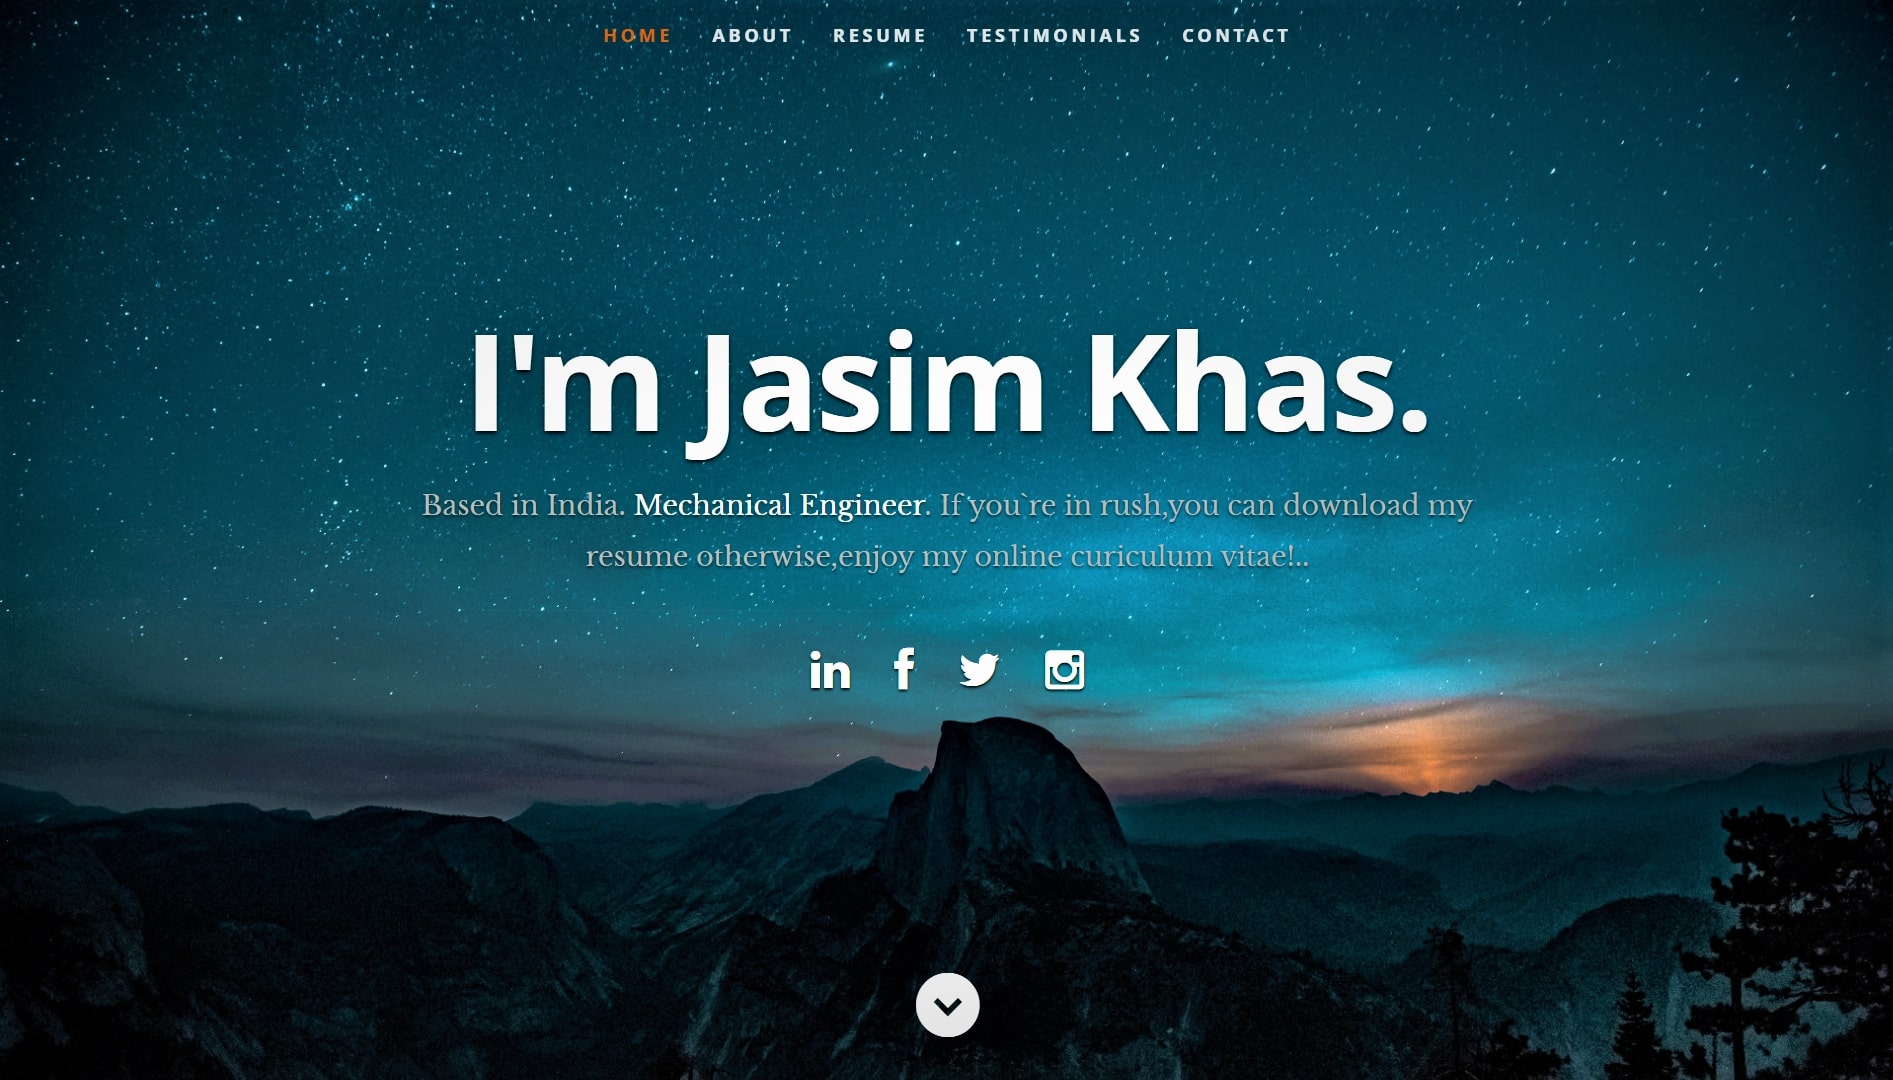 HOME ABOUT RESUME TESTIMONIALS CONTACT
I'm Jasim Khas.
Based in India. Mechanical Engineer. If you`re in rush,you can download my
resume otherwise,enjoy my online curiculum vitae!..